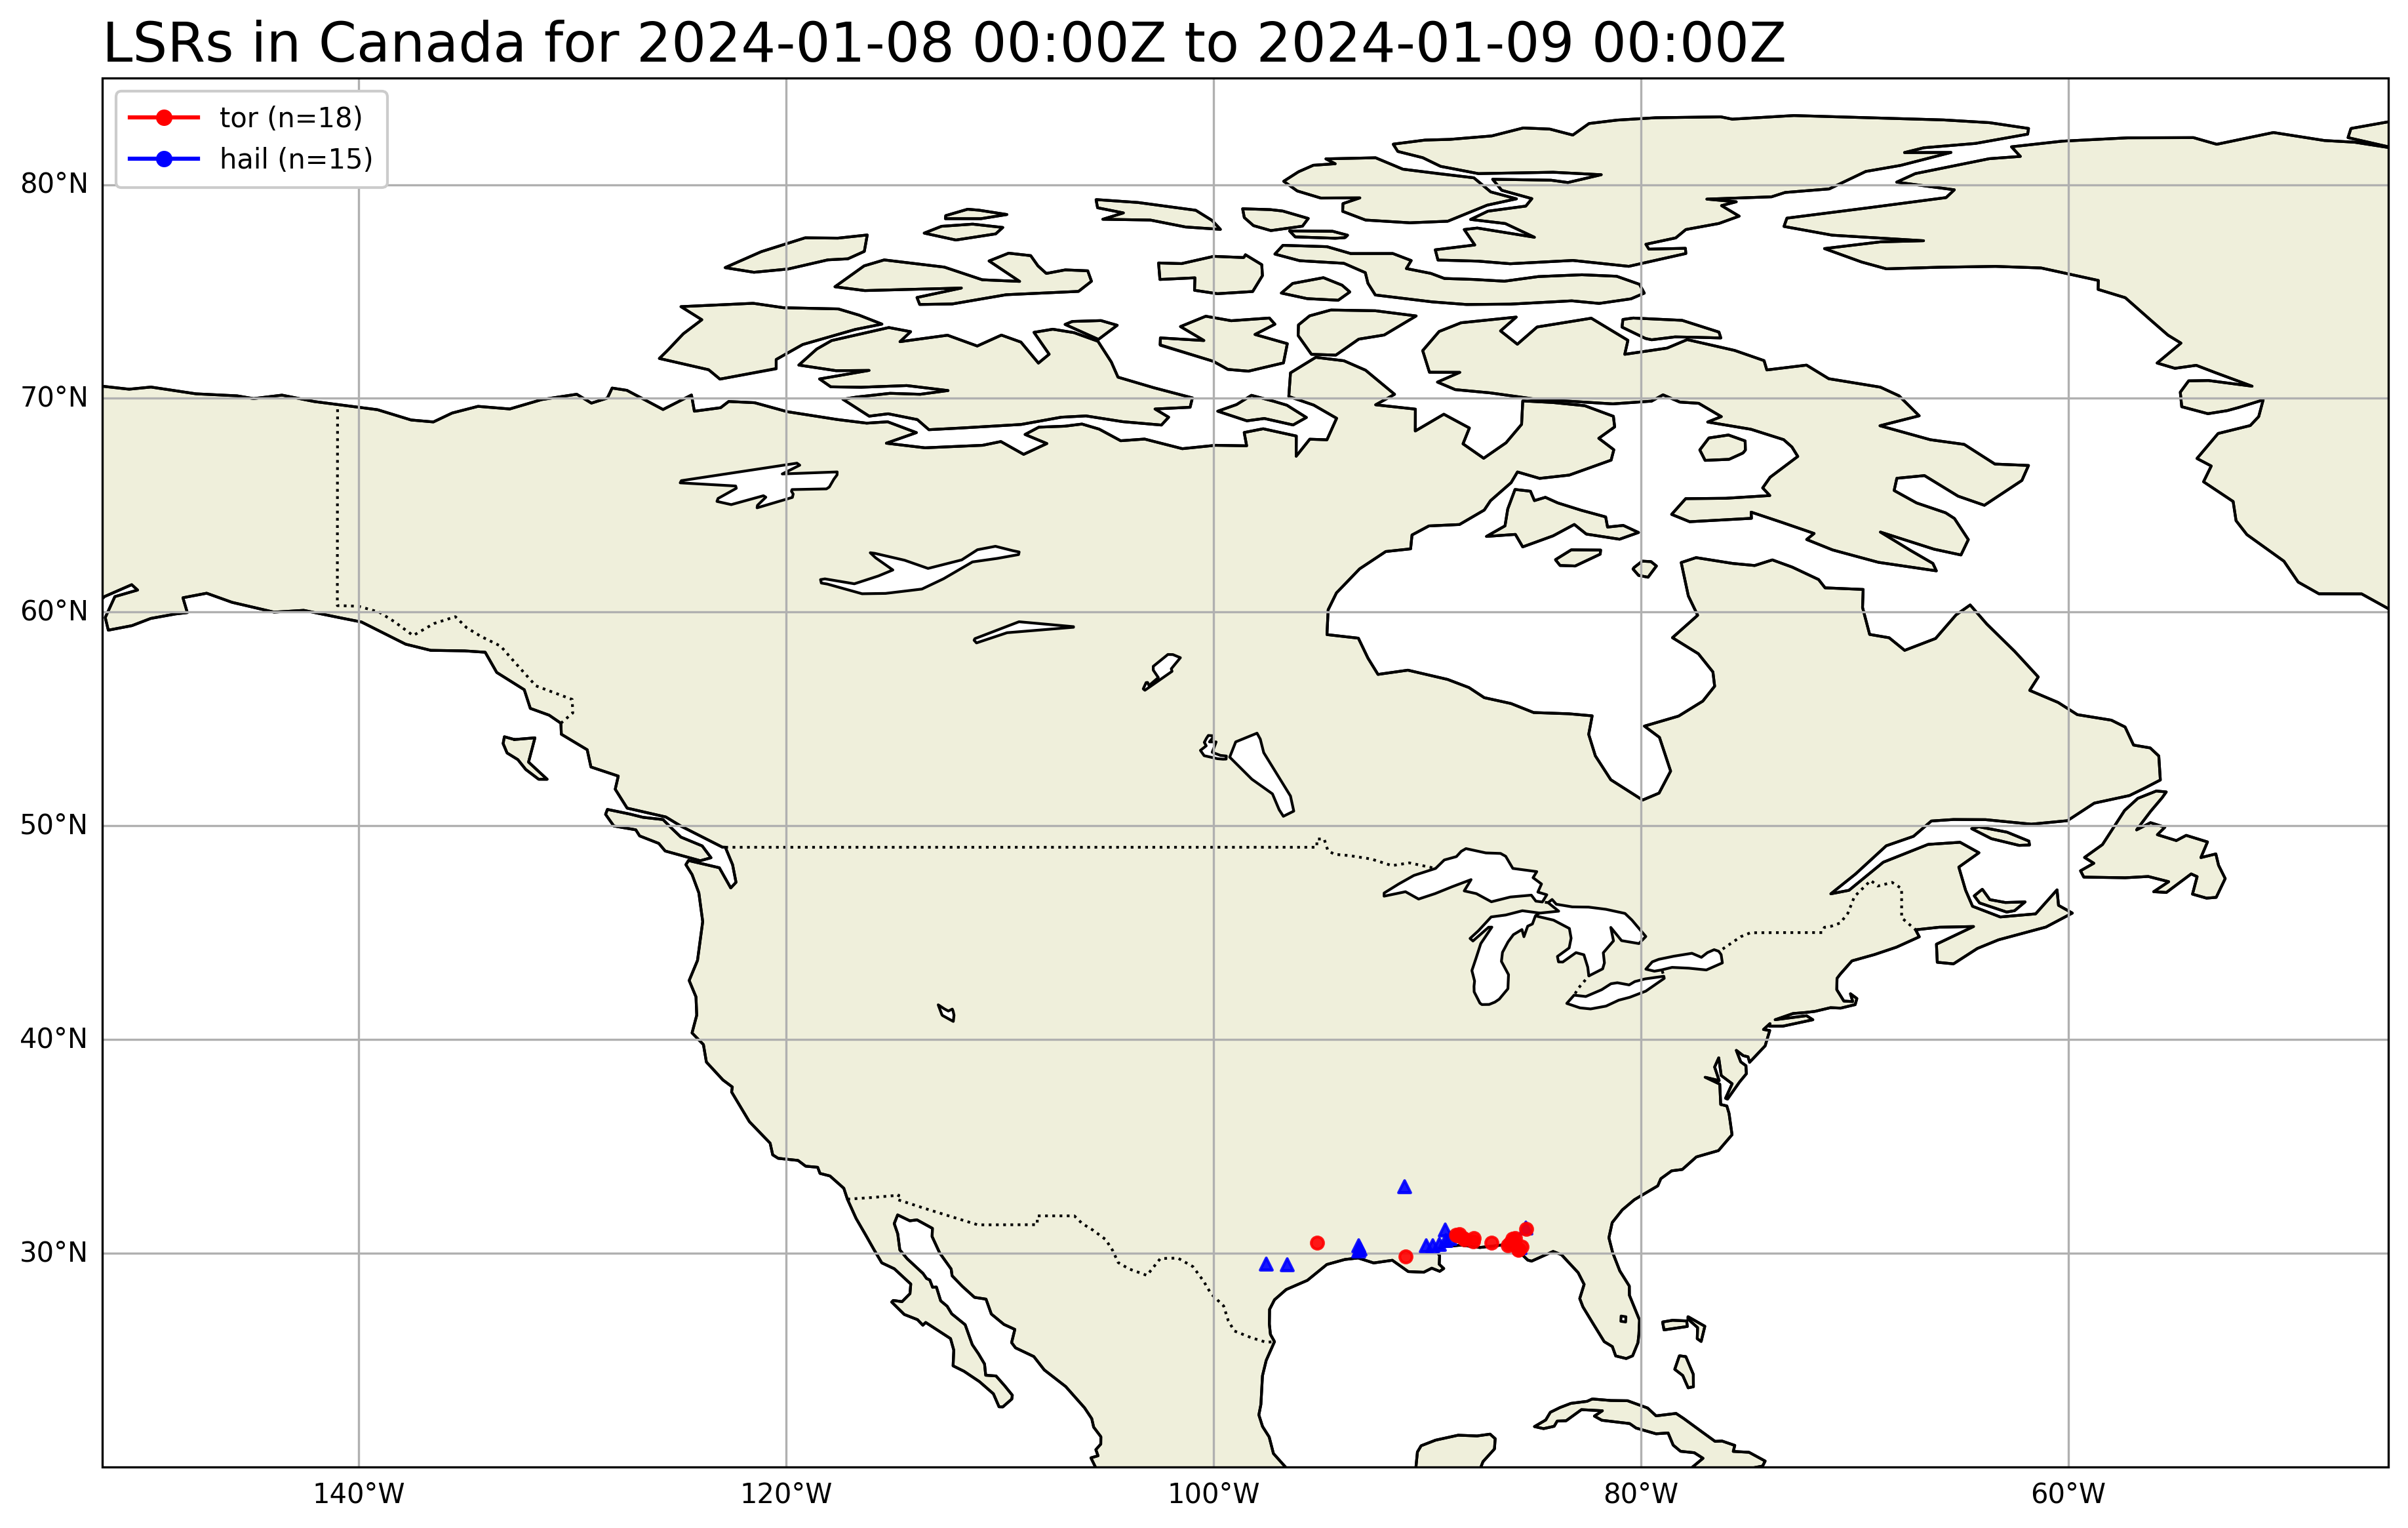 LSRs in Canada for 2024-01-08 00:00Z to 2024-01-09 00:00Z
tor (n=18)
hail (n=15)
80°N
70°N
60°N
50°N
40°N
30°N
140°W
120°W
100°W
80°W
60°W